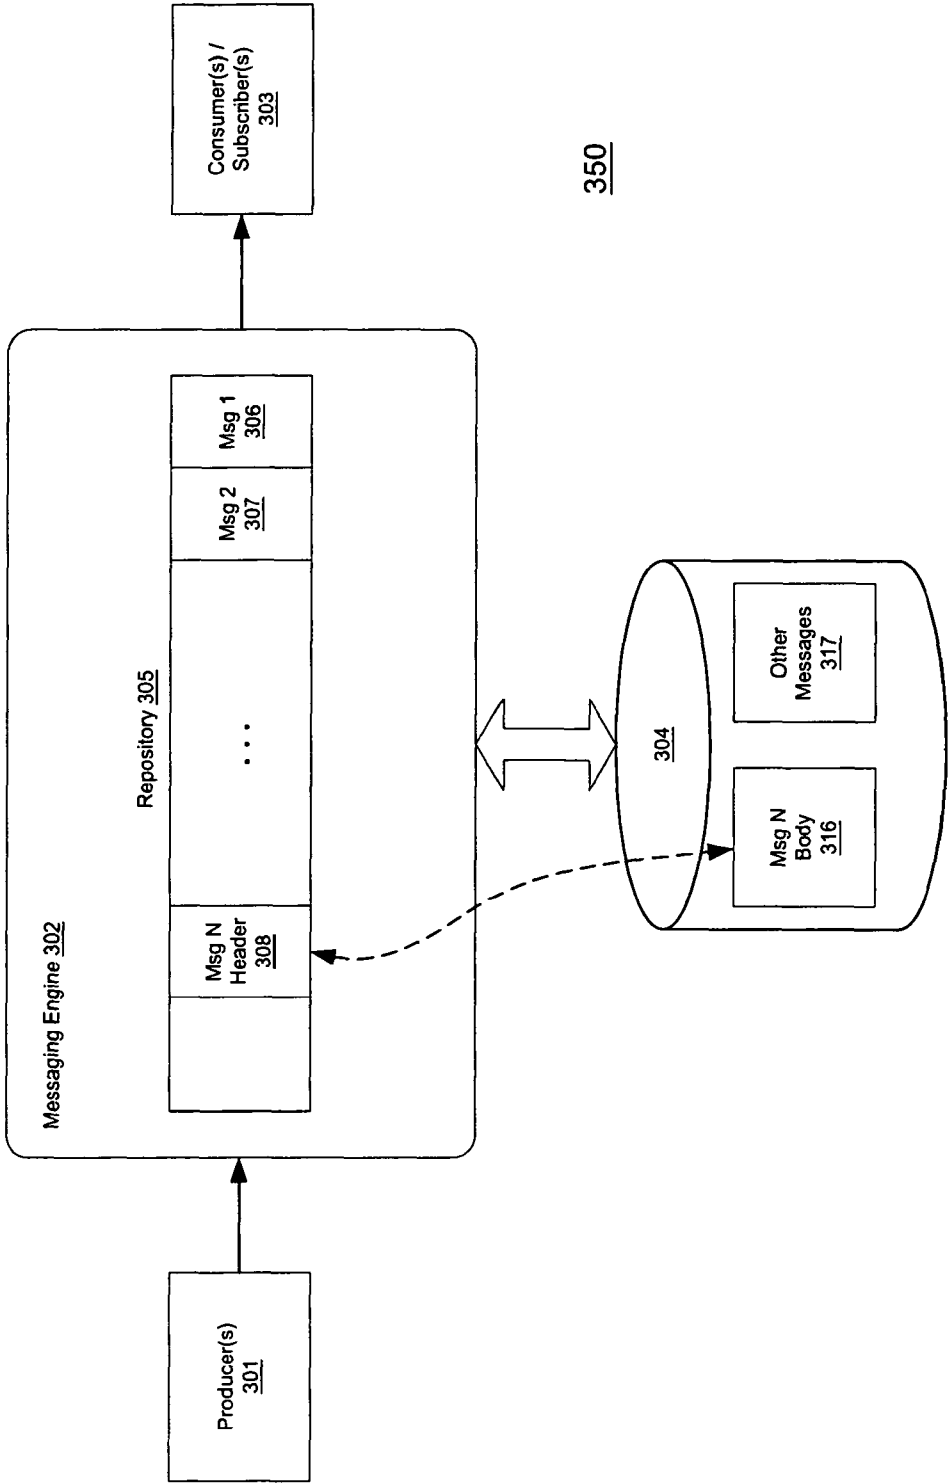 Messaging Engine 302
Repository 305
Producer(s)
301
Msg N
Header
308
. . .
Msg 2
307
Msg 1
306
Consumer(s) /
Subscriber(s)
303
304
Msg N
Body
316
Other
Messages
317
350